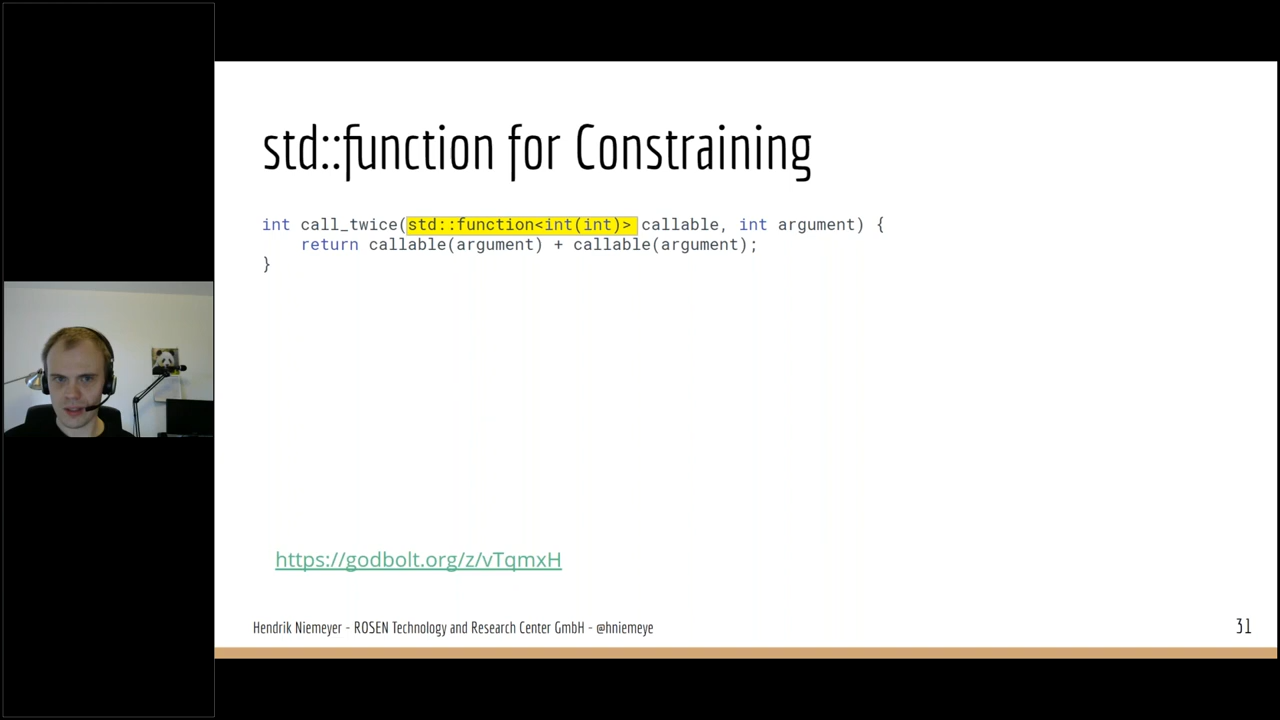 std::function for Constraining
int call_twice(std::function<int(int)> callable, int argument) {
    return callable(argument) + callable(argument);
}
https://godbolt.org/z/vTqmxH
Hendrik Niemeyer - ROSEN Technology and Research Center GmbH - @hniemeye
31